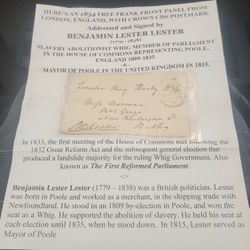 HERE'S AN 1834 FREE FRANK FRONT PANEL FROM
LONDON, ENGLAND, WITH CROWN CDS POSTMARK.
Addressed and Signed by
BENJAMIN LESTER LESTER
(1779 - 1838)
SLAVERY ABOLITIONIST WHIG MEMBER OF PARLIAMENT
IN THE HOUSE OF COMMONS REPRESENTING POOLE,
ENGLAND 1809-1835
&
MAYOR OF POOLE IN THE UNITED KINGDOM IN 1815.
London
Miss
Bath
In 1833, the first meeting of the House of Commons met following the
1832 Great Reform Act and the subsequent general election that
produced a landslide majority for the ruling Whig Government. Also
known as The First Reformed Parliament.
Benjamin Lester Lester (1779 – 1838) was a British politician. Lester
was born in Poole and worked as a merchant, in the shipping trade with
Newfoundland. He stood in an 1809 by-election in Poole, and won the
seat as a Whig. He supported the abolition of slavery. He held his seat
at each election until 1835, when he stood down. In 1815, Lester served as
Mayor of Poole